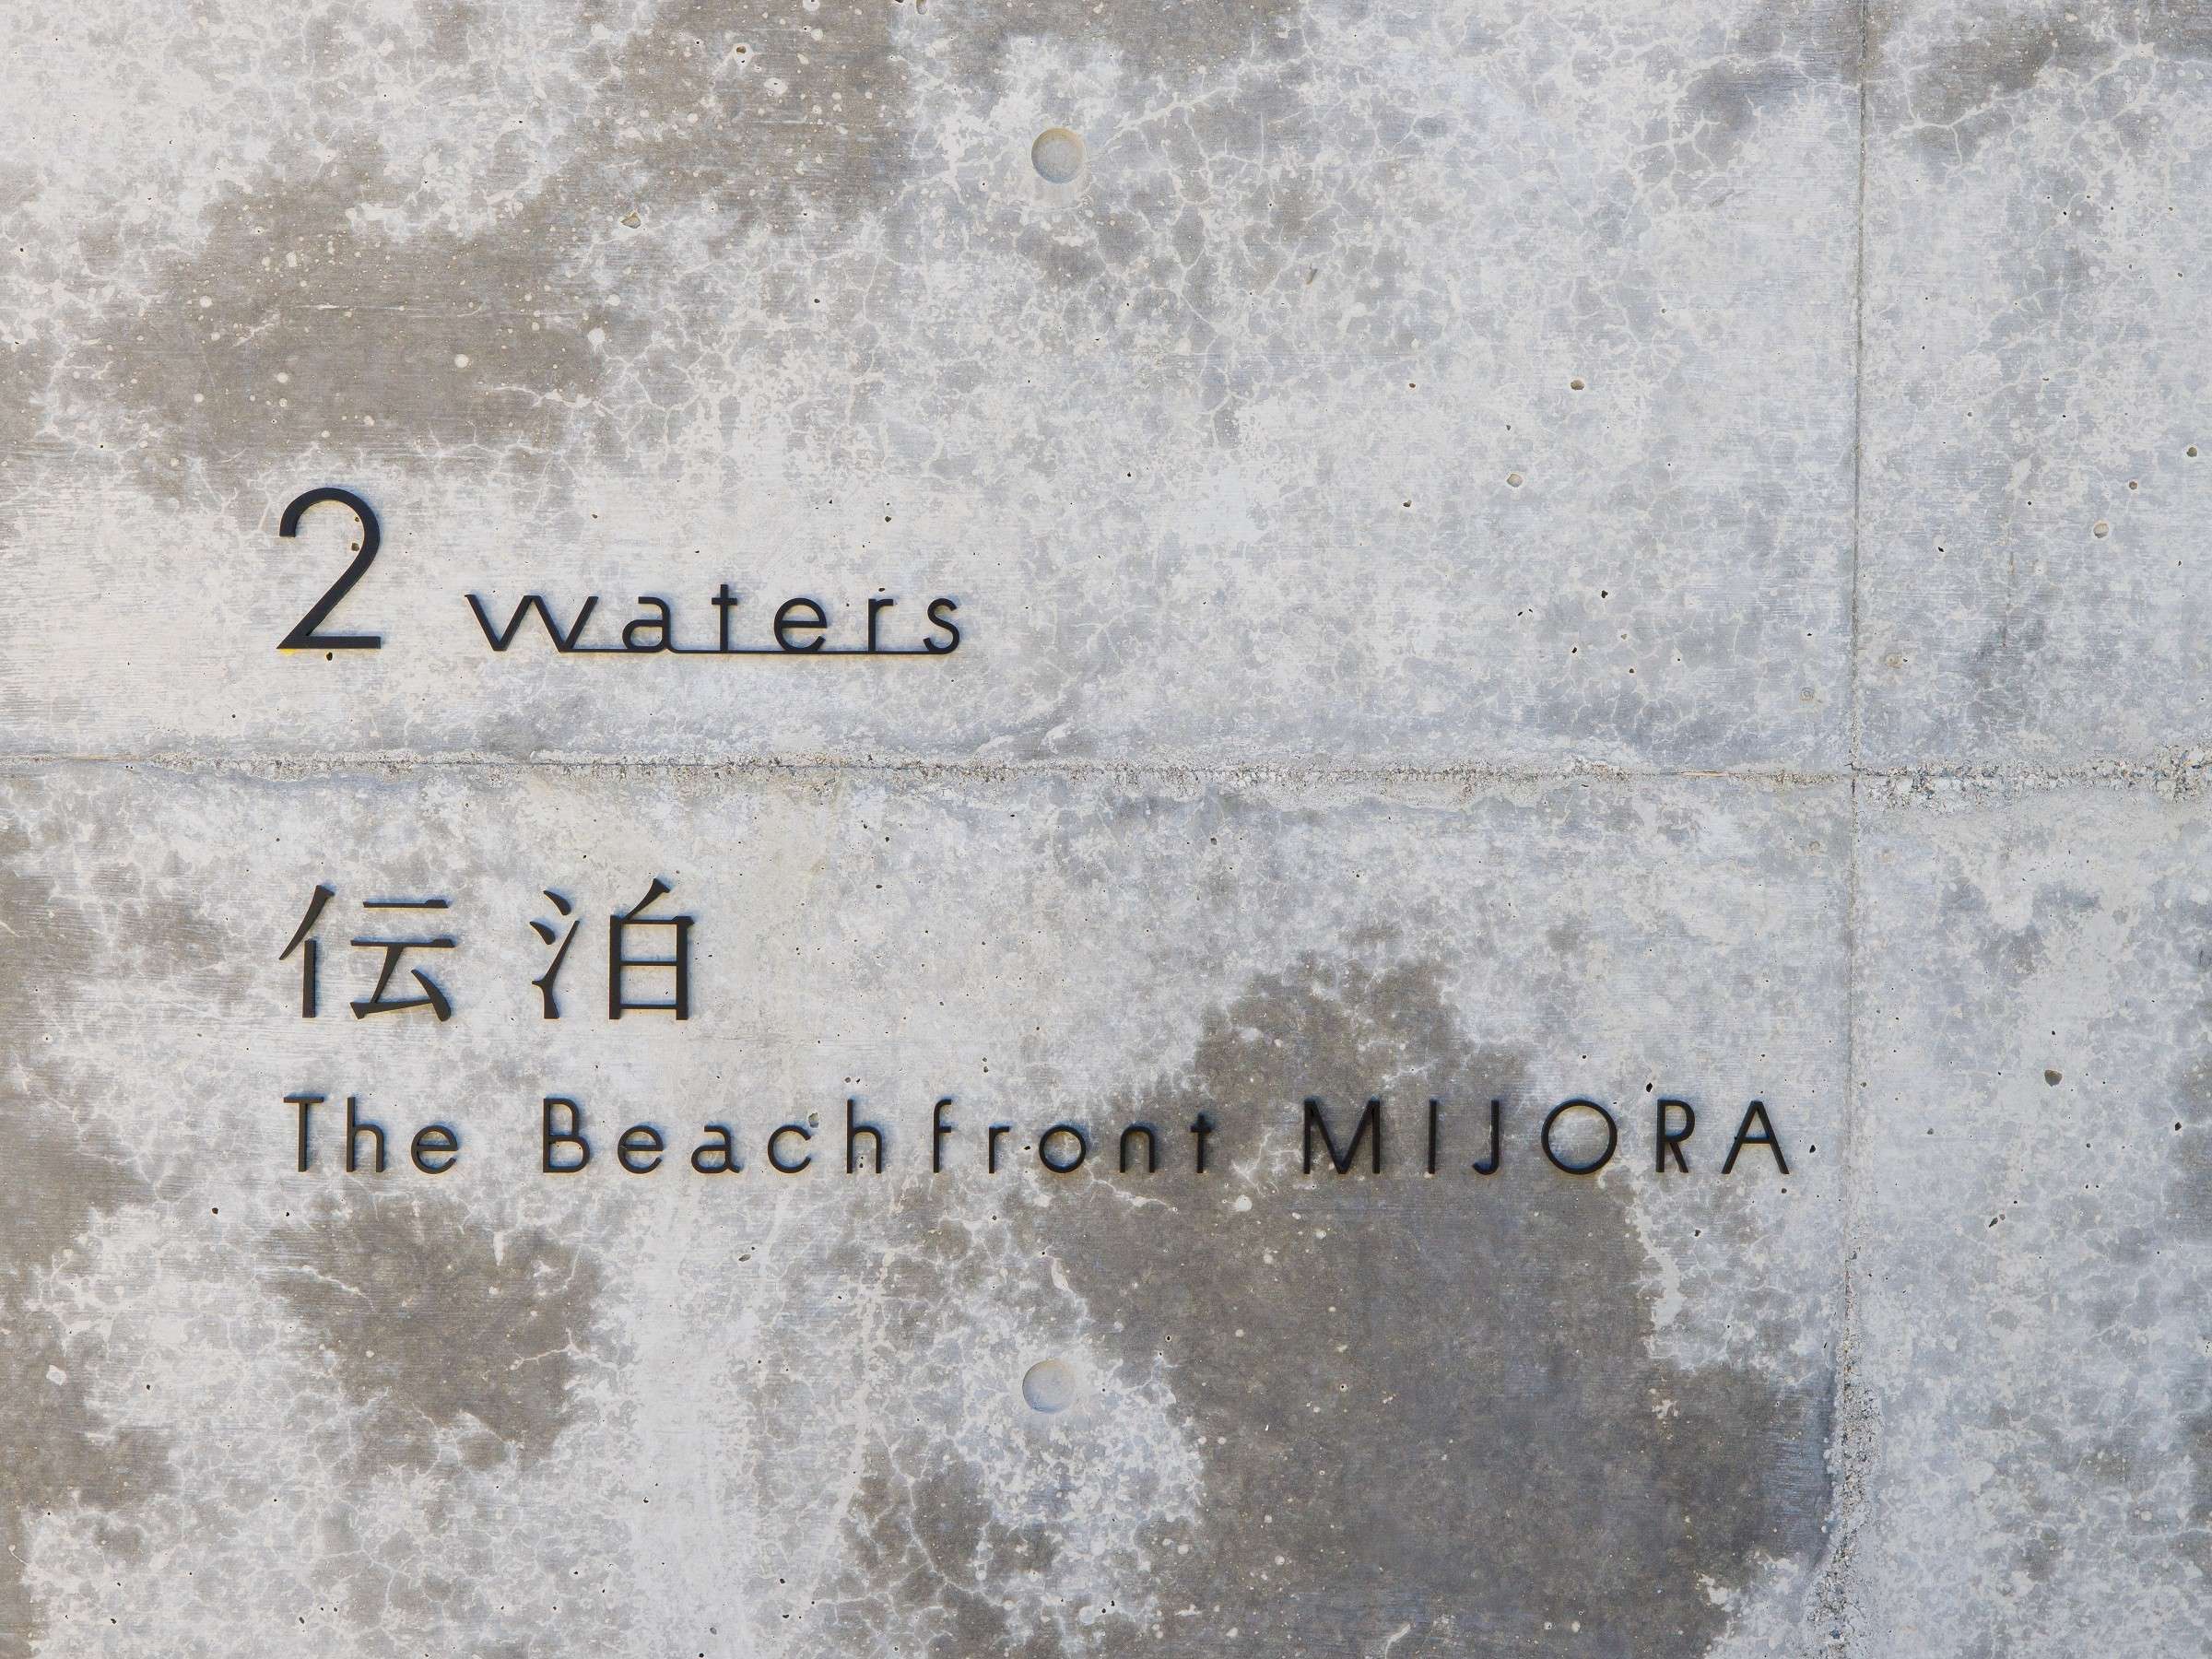 2 waters
伝泊
The Beachfront MIJORA